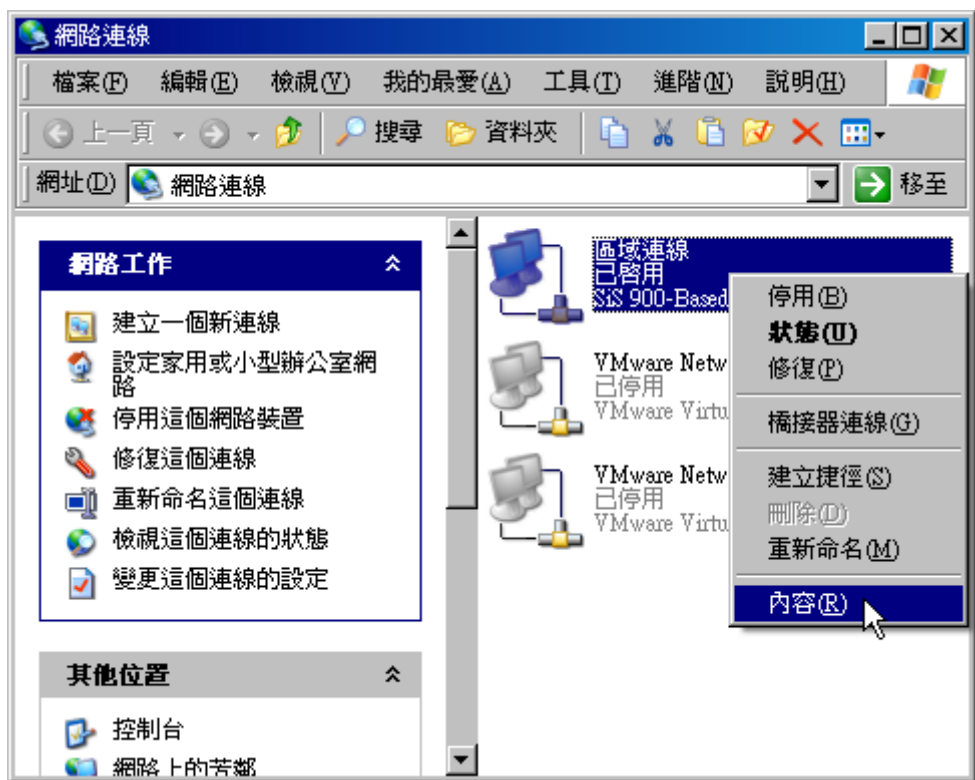 網路連線
檔案(F) 編輯(E) 檢視(V) 我的最愛(A) 工具(T) 進階(N) 說明(H)
上一頁 搜尋 資料夾
網址(D) 網路連線 移至
網路工作
建立一個新連線
設定家用或小型辦公室網
路
停用這個網路裝置
修復這個連線
重新命名這個連線
檢視這個連線的狀態
變更這個連線的設定
其他位置
控制台
網路上的芳鄰
區域連線
已啓用
SiS 900-Based
VMware Netw
已停用
VMware Virtu
VMware Netw
已停用
VMware Virtu
停用(B)
狀態(U)
修復(P)
橋接器連線(G)
建立捷徑(S)
刪除(D)
重新命名(M)
內容(R)